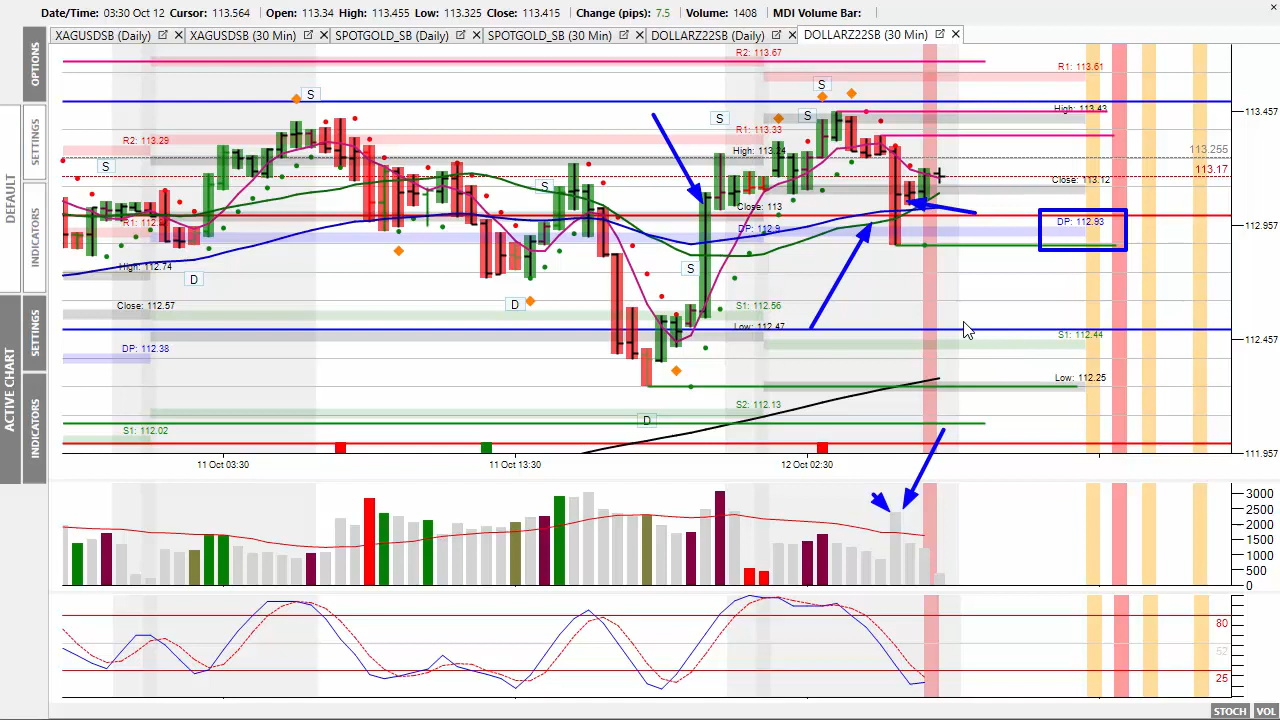 Date/Time: 03:30 Oct 12 Cursor: 113.564 Open: 113.34 High: 113.455 Low: 113.325 Close: 113.415 Change (pips): 7.5 Volume: 1408 MDI Volume Bar:
XAGUSDSB (Daily) XAGUSDSB (30 Min) SPOTGOLD_SB (Daily) SPOTGOLD_SB (30 Min) DOLLARZ22SB (Daily) DOLLARZ22SB (30 Min)
OPTIONS
SETTINGS
DEFAULT
INDICATORS
SETTINGS
ACTIVE CHART
INDICATORS
R2: 113.67
R1: 113.61
S
S
High: 113.43
113.457
S
S
R1: 113.33
R2: 113.29
High: 113.24
113.255
S
113.17
Close: 113.12
S
Close: 113
R1: 112.
DP: 112.9
DP: 112.93
112.957
S
High: 112.74
D
D
Close: 112.57
S1: 112.56
Low: 112.47
S1: 112.44
112.457
DP: 112.38
Low: 112.25
S2: 112.13
D
S1: 112.02
111.957
11 Oct 03:30 11 Oct 13:30 12 Oct 02:30
3000
2500
2000
1500
1000
500
0
80
52
25
STOCH VOL